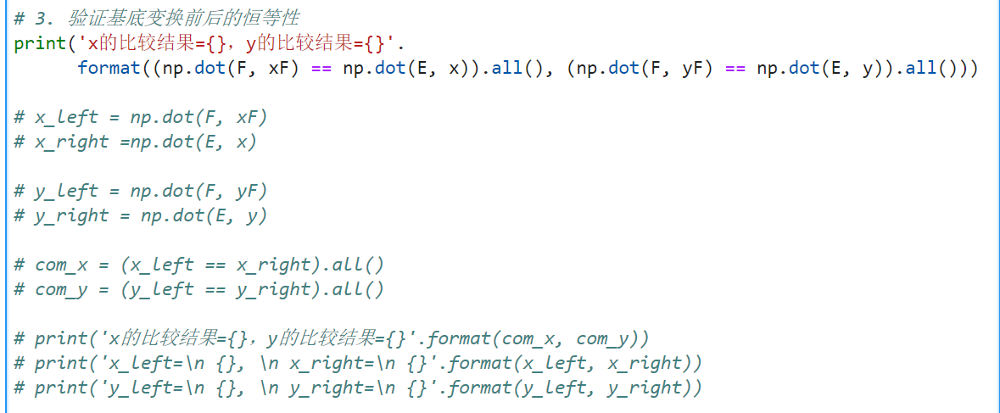 # 3. 验证基底变换前后的恒等性
print('x的比较结果={}，y的比较结果={}'.
format((np.dot(F, xF) == np.dot(E, x)).all(), (np.dot(F, yF) == np.dot(E, y)).all()))
# x_left = np.dot(F, xF)
# x_right =np.dot(E, x)
# y_left = np.dot(F, yF)
# y_right = np.dot(E, y)
# com_x = (x_left == x_right).all()
# com_y = (y_left == y_right).all()
# print('x的比较结果={}，y的比较结果={}'.format(com_x, com_y))
# print('x_left=\n {}, \n x_right=\n {}'.format(x_left, x_right))
# print('y_left=\n {}, \n y_right=\n {}'.format(y_left, y_right))